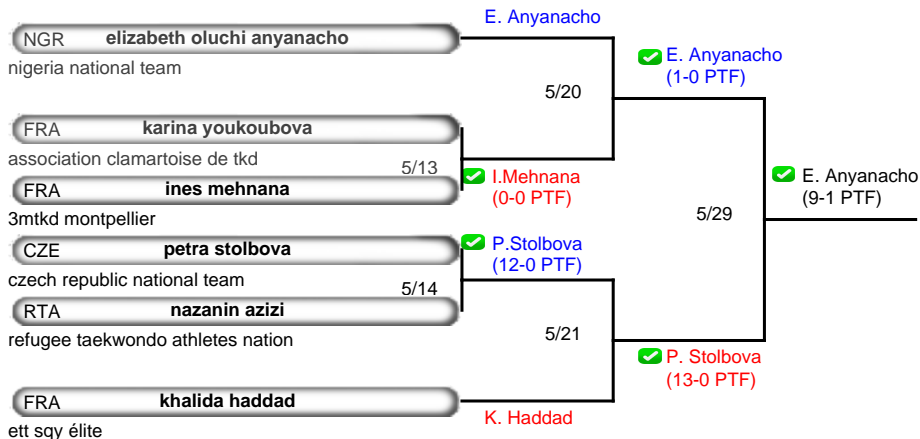 E. Anyanacho
NGR elizabeth oluchi anyanacho
nigeria national team
E. Anyanacho
(1-0 PTF)
5/20
FRA karina youkoubova
association clamartoise de tkd
5/13
FRA ines mehnana
3mtkd montpellier
I.Mehnana
(0-0 PTF)
E. Anyanacho
(9-1 PTF)
5/29
CZE petra stolbova
czech republic national team
P.Stolbova
(12-0 PTF)
5/14
RTA nazanin azizi
refugee taekwondo athletes nation
5/21
P. Stolbova
(13-0 PTF)
FRA khalida haddad
ett sqy élite
K. Haddad